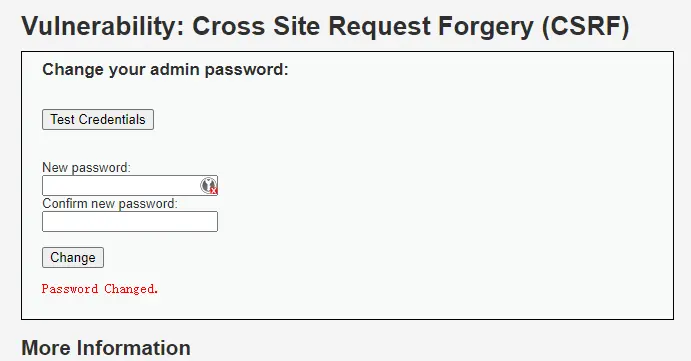 Vulnerability: Cross Site Request Forgery (CSRF)
Change your admin password:
Test Credentials
New password:
Confirm new password:
Change
Password Changed.
More Information